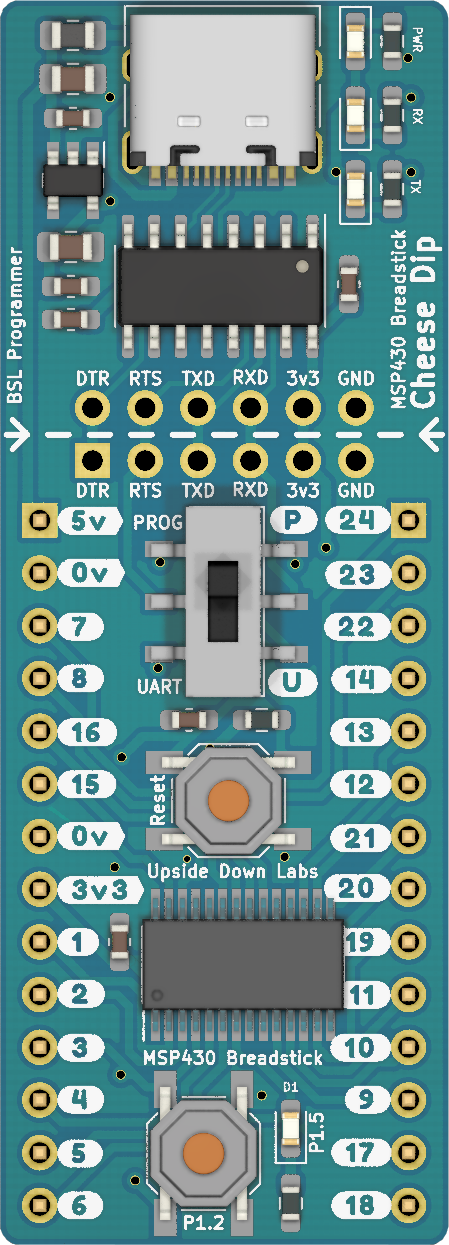 PWR
RX
TX
BSL Programmer
MSP430 Breadstick
Cheese Dip
DTR RTS TXD RXD 3v3 GND
DTR RTS TXD RXD 3v3 GND
5v PROG P 24
0v 23
7 22
8 UART U 14
16 13
15 Reset 12
0v 21
Upside Down Labs
3v3 20
1 19
2 11
3 MSP430 Breadstick 10
4 D1 9
5 P1.5 17
6 P1.2 18